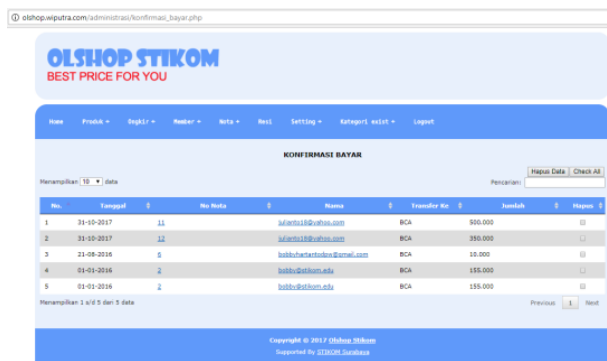 olshop.wiputra.com/administrasi/konfirmasi_bayar.php
OLSHOP STIKOM
BEST PRICE FOR YOU
Home Produk Ongkir Member Nota Resi Setting Kategori exist Logout
KONFIRMASI BAYAR
Hapus Data Check All
Menampilkan 10 data Pencarian:
No. Tanggal No Nota Nama Transfer Ke Jumlah Hapus
1 31-10-2017 11 julianto18@yahoo.com BCA 500.000
2 31-10-2017 12 julianto18@yahoo.com BCA 350.000
3 21-08-2016 6 bobbyhartantodpw@gmail.com BCA 10.000
4 01-01-2016 2 bobby@stikom.edu BCA 155.000
5 01-01-2016 2 bobby@stikom.edu BCA 155.000
Menampilkan 1 s/d 5 dari 5 data Previous 1 Next
Copyright © 2017 Olshop Stikom
Supported By STIKOM Surabaya